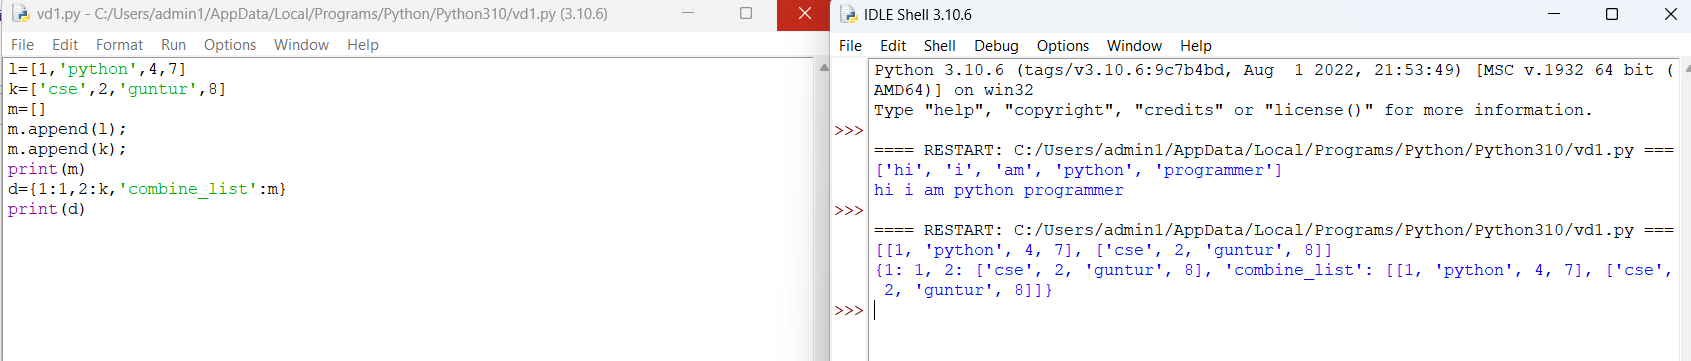 vd1.py - C:/Users/admin1/AppData/Local/Programs/Python/Python310/vd1.py (3.10.6)
File Edit Format Run Options Window Help
l=[1,'python',4,7]
k=['cse',2,'guntur',8]
m=[]
m.append(l);
m.append(k);
print(m)
d={1:1,2:k,'combine_list':m}
print(d)
IDLE Shell 3.10.6
File Edit Shell Debug Options Window Help
Python 3.10.6 (tags/v3.10.6:9c7b4bd, Aug  1 2022, 21:53:49) [MSC v.1932 64 bit (
AMD64)] on win32
Type "help", "copyright", "credits" or "license()" for more information.
>>>
==== RESTART: C:/Users/admin1/AppData/Local/Programs/Python/Python310/vd1.py ===
['hi', 'i', 'am', 'python', 'programmer']
hi i am python programmer
>>>
==== RESTART: C:/Users/admin1/AppData/Local/Programs/Python/Python310/vd1.py ===
[[1, 'python', 4, 7], ['cse', 2, 'guntur', 8]]
{1: 1, 2: ['cse', 2, 'guntur', 8], 'combine_list': [[1, 'python', 4, 7], ['cse',
 2, 'guntur', 8]]}
>>>